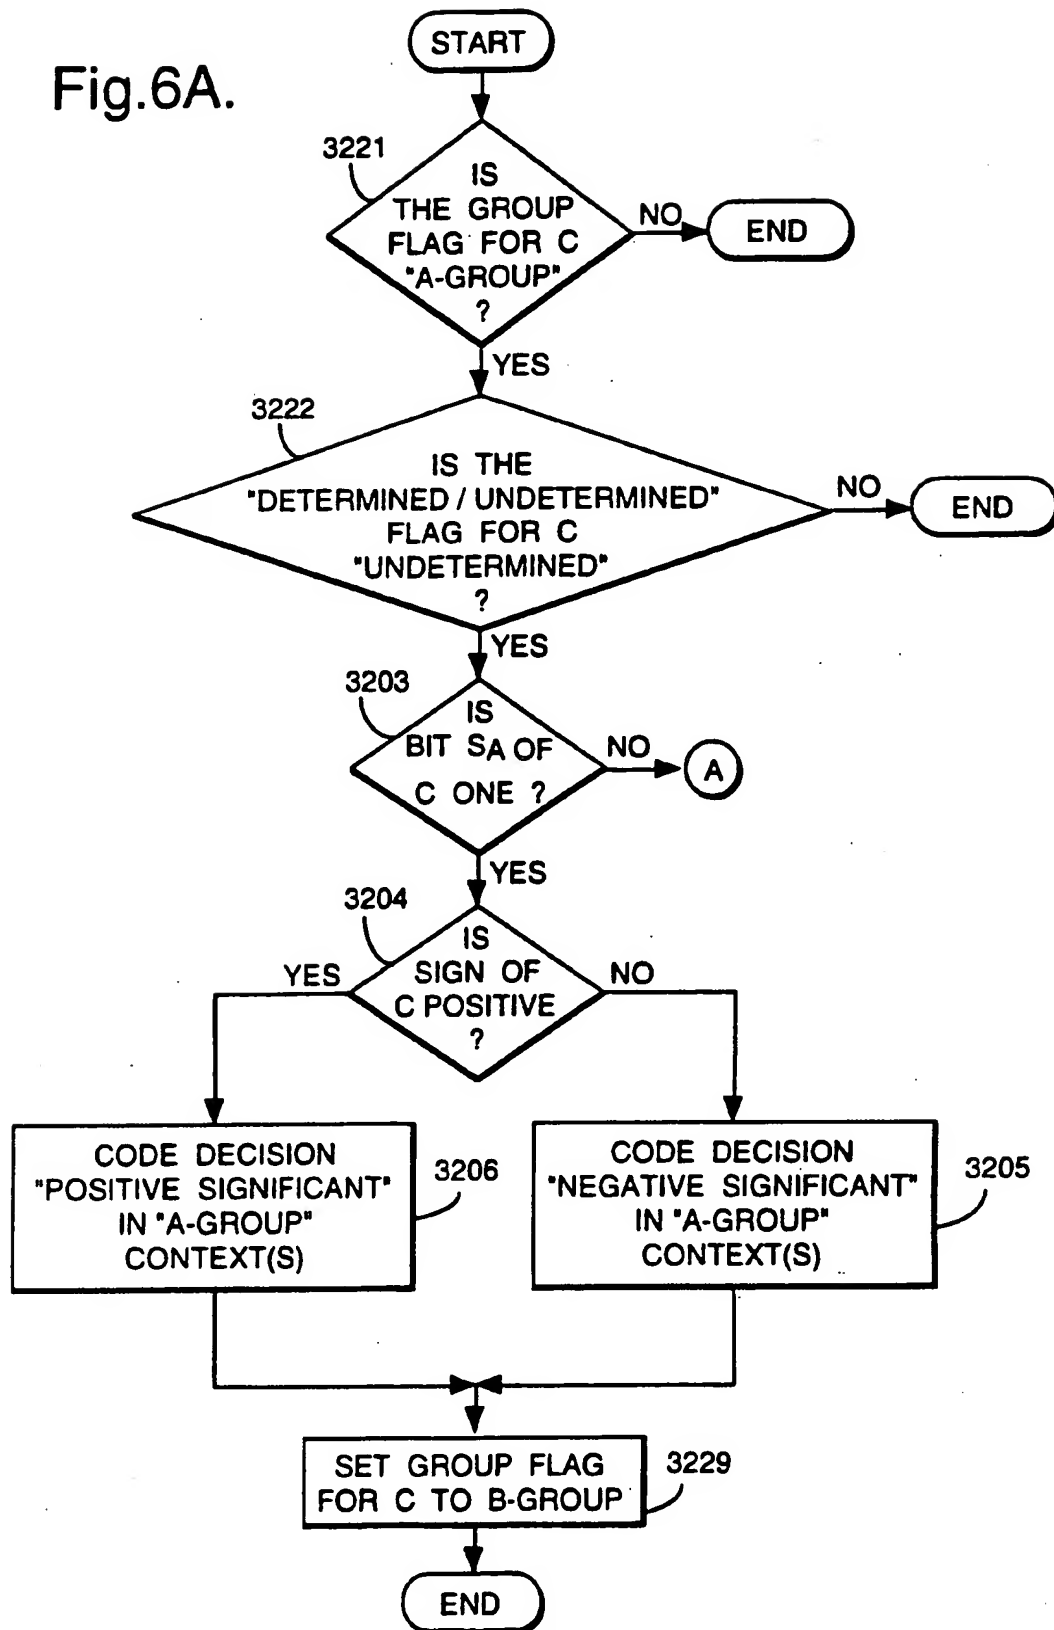 START
Fig.6A.
3221
IS
THE GROUP
FLAG FOR C
"A-GROUP"
?
NO
END
YES
3222
IS THE
"DETERMINED / UNDETERMINED"
FLAG FOR C
"UNDETERMINED"
?
NO
END
YES
3203
IS
BIT SA OF
C ONE ?
NO
A
YES
3204
IS
SIGN OF
C POSITIVE
?
YES
NO
CODE DECISION
"POSITIVE SIGNIFICANT"
IN "A-GROUP"
CONTEXT(S)
3206
CODE DECISION
"NEGATIVE SIGNIFICANT"
IN "A-GROUP"
CONTEXT(S)
3205
SET GROUP FLAG
FOR C TO B-GROUP
3229
END